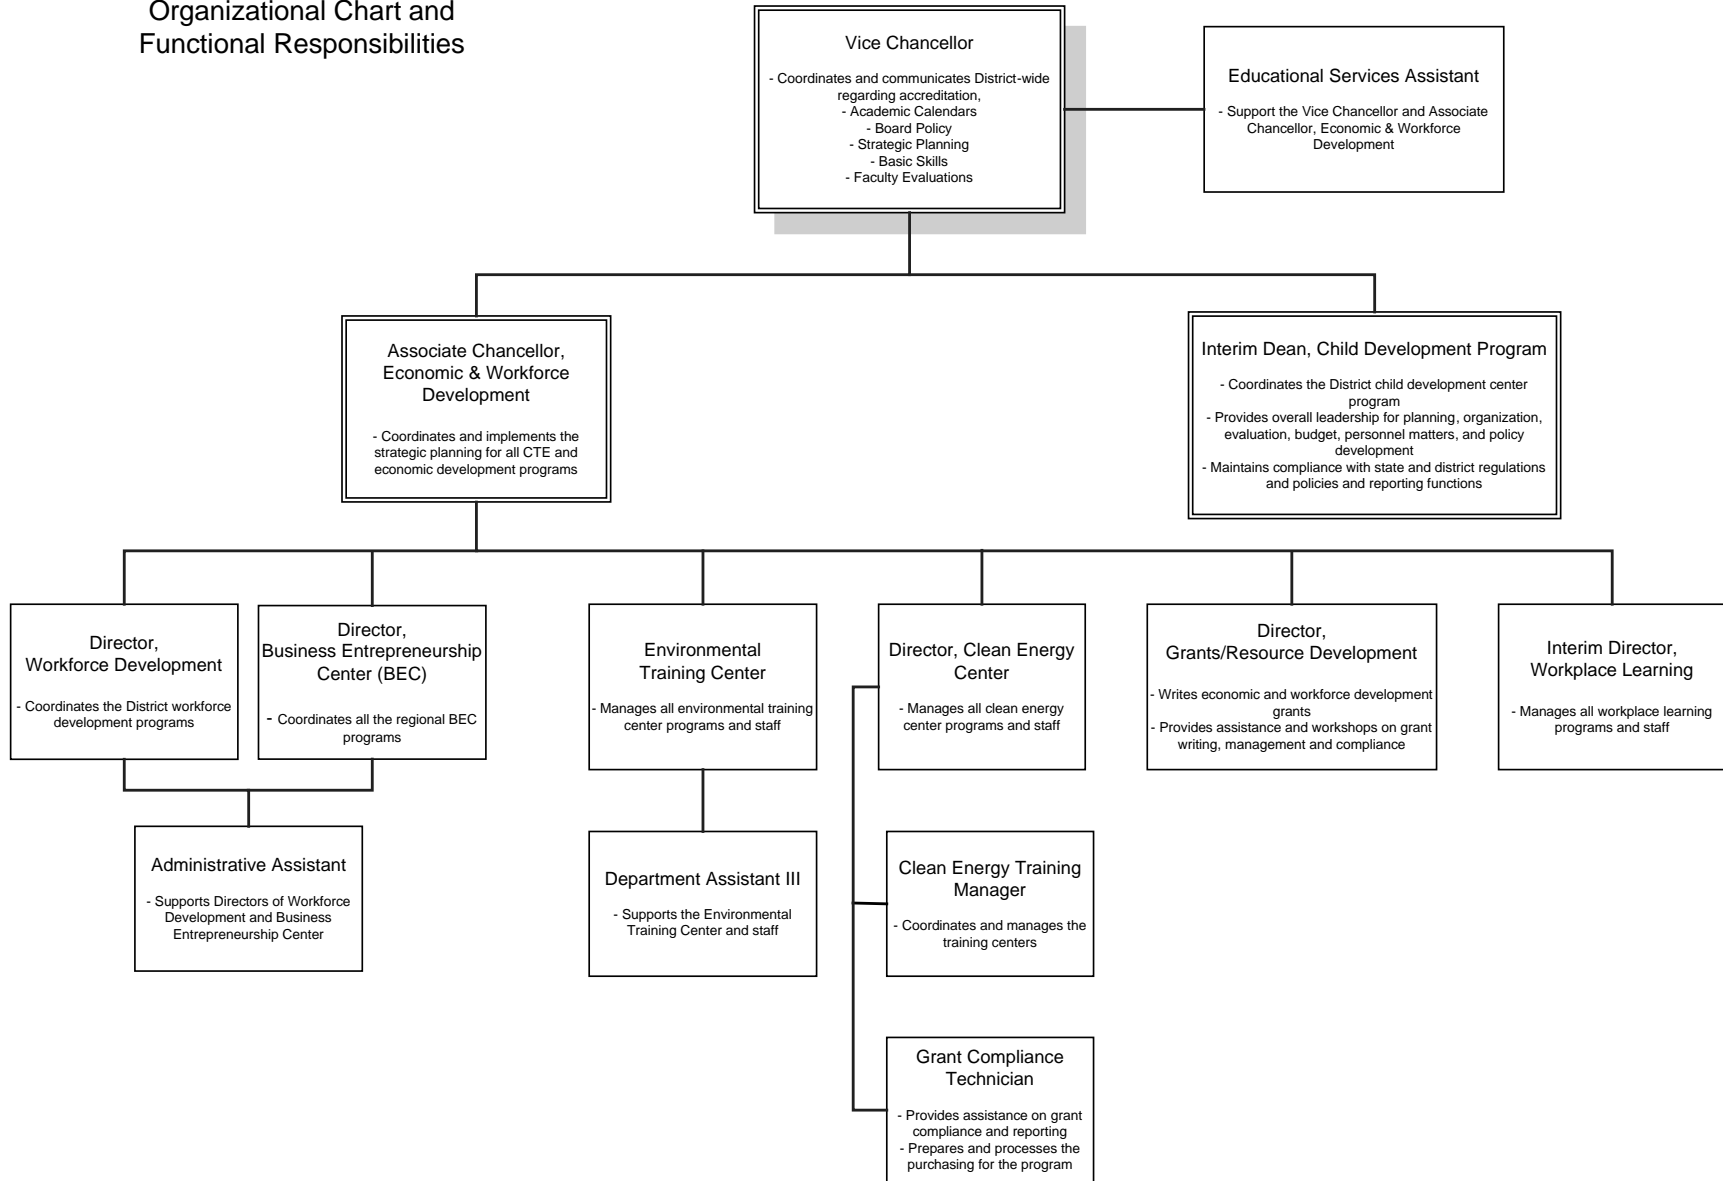 Organizational Chart and
Functional Responsibilities
Vice Chancellor
- Coordinates and communicates District-wide
regarding accreditation,
- Academic Calendars
- Board Policy
- Strategic Planning
- Basic Skills
- Faculty Evaluations
Educational Services Assistant
- Support the Vice Chancellor and Associate
Chancellor, Economic & Workforce
Development
Associate Chancellor,
Economic & Workforce
Development
- Coordinates and implements the
strategic planning for all CTE and
economic development programs
Interim Dean, Child Development Program
- Coordinates the District child development center
program
- Provides overall leadership for planning, organization,
evaluation, budget, personnel matters, and policy
development
- Maintains compliance with state and district regulations
and policies and reporting functions
Director,
Workforce Development
- Coordinates the District workforce
development programs
Director,
Business Entrepreneurship
Center (BEC)
- Coordinates all the regional BEC
programs
Environmental
Training Center
- Manages all environmental training
center programs and staff
Director, Clean Energy
Center
- Manages all clean energy
center programs and staff
Director,
Grants/Resource Development
- Writes economic and workforce development
grants
- Provides assistance and workshops on grant
writing, management and compliance
Interim Director,
Workplace Learning
- Manages all workplace learning
programs and staff
Administrative Assistant
- Supports Directors of Workforce
Development and Business
Entrepreneurship Center
Department Assistant III
- Supports the Environmental
Training Center and staff
Clean Energy Training
Manager
- Coordinates and manages the
training centers
Grant Compliance
Technician
- Provides assistance on grant
compliance and reporting
- Prepares and processes the
purchasing for the program